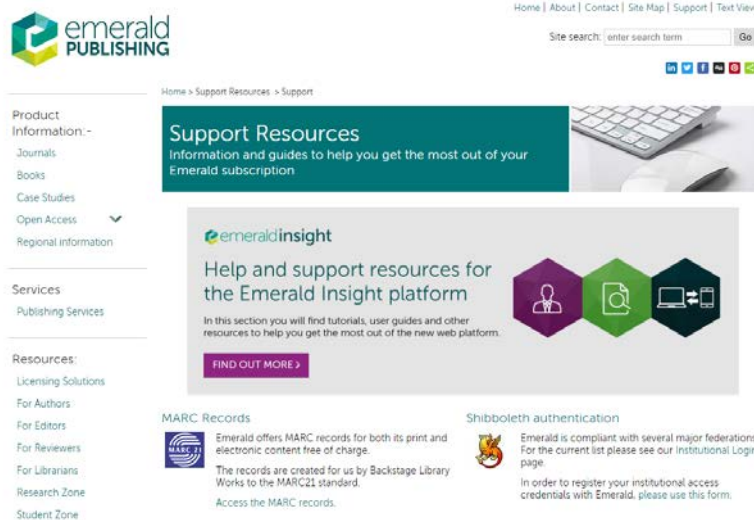 Home | About | Contact | Site Map | Support | Text View
emerald
PUBLISHING
Site search: enter search term Go
Home > Support Resources > Support
Product
Information:-
Journals
Books
Case Studies
Open Access
Regional information
Services
Publishing Services
Resources:
Licensing Solutions
For Authors
For Editors
For Reviewers
For Librarians
Research Zone
Student Zone
Support Resources
Information and guides to help you get the most out of your
Emerald subscription
emeraldinsight
Help and support resources for
the Emerald Insight platform
In this section you will find tutorials, user guides and other
resources to help you get the most out of the new web platform.
FIND OUT MORE >
MARC Records
MARC 21
Emerald offers MARC records for both its print and
electronic content free of charge.
The records are created for us by Backstage Library
Works to the MARC21 standard.
Access the MARC records.
Shibboleth authentication
Emerald is compliant with several major federations.
For the current list please see our Institutional Login
page.
In order to register your institutional access
credentials with Emerald, please use this form.